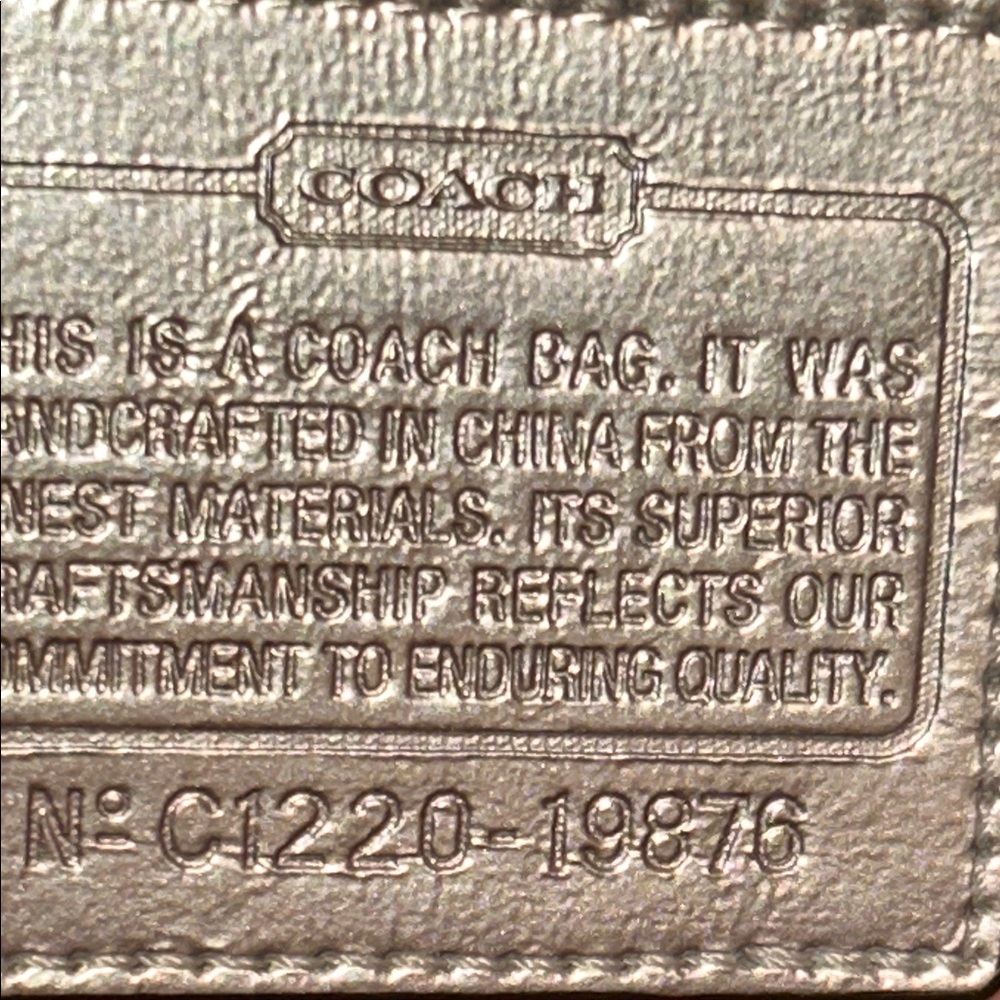 COACH
HIS IS A COACH BAG. IT WAS
ANDCRAFTED IN CHINA FROM THE
NEST MATERIALS. ITS SUPERIOR
RAFTSMANSHIP REFLECTS OUR
OMMITMENT TO ENDURING QUALITY.
Nº C1220-19876